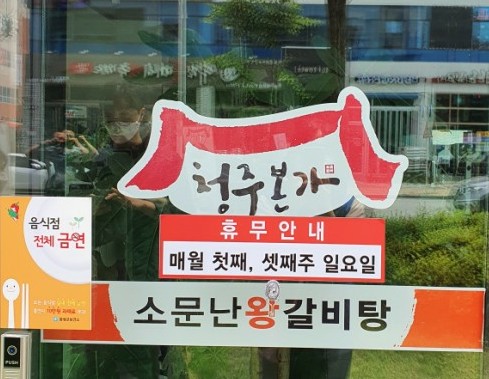 청주본가
휴무안내
매월 첫째, 셋째주 일요일
음식점
전체 금연
소문난왕갈비탕
PUSH